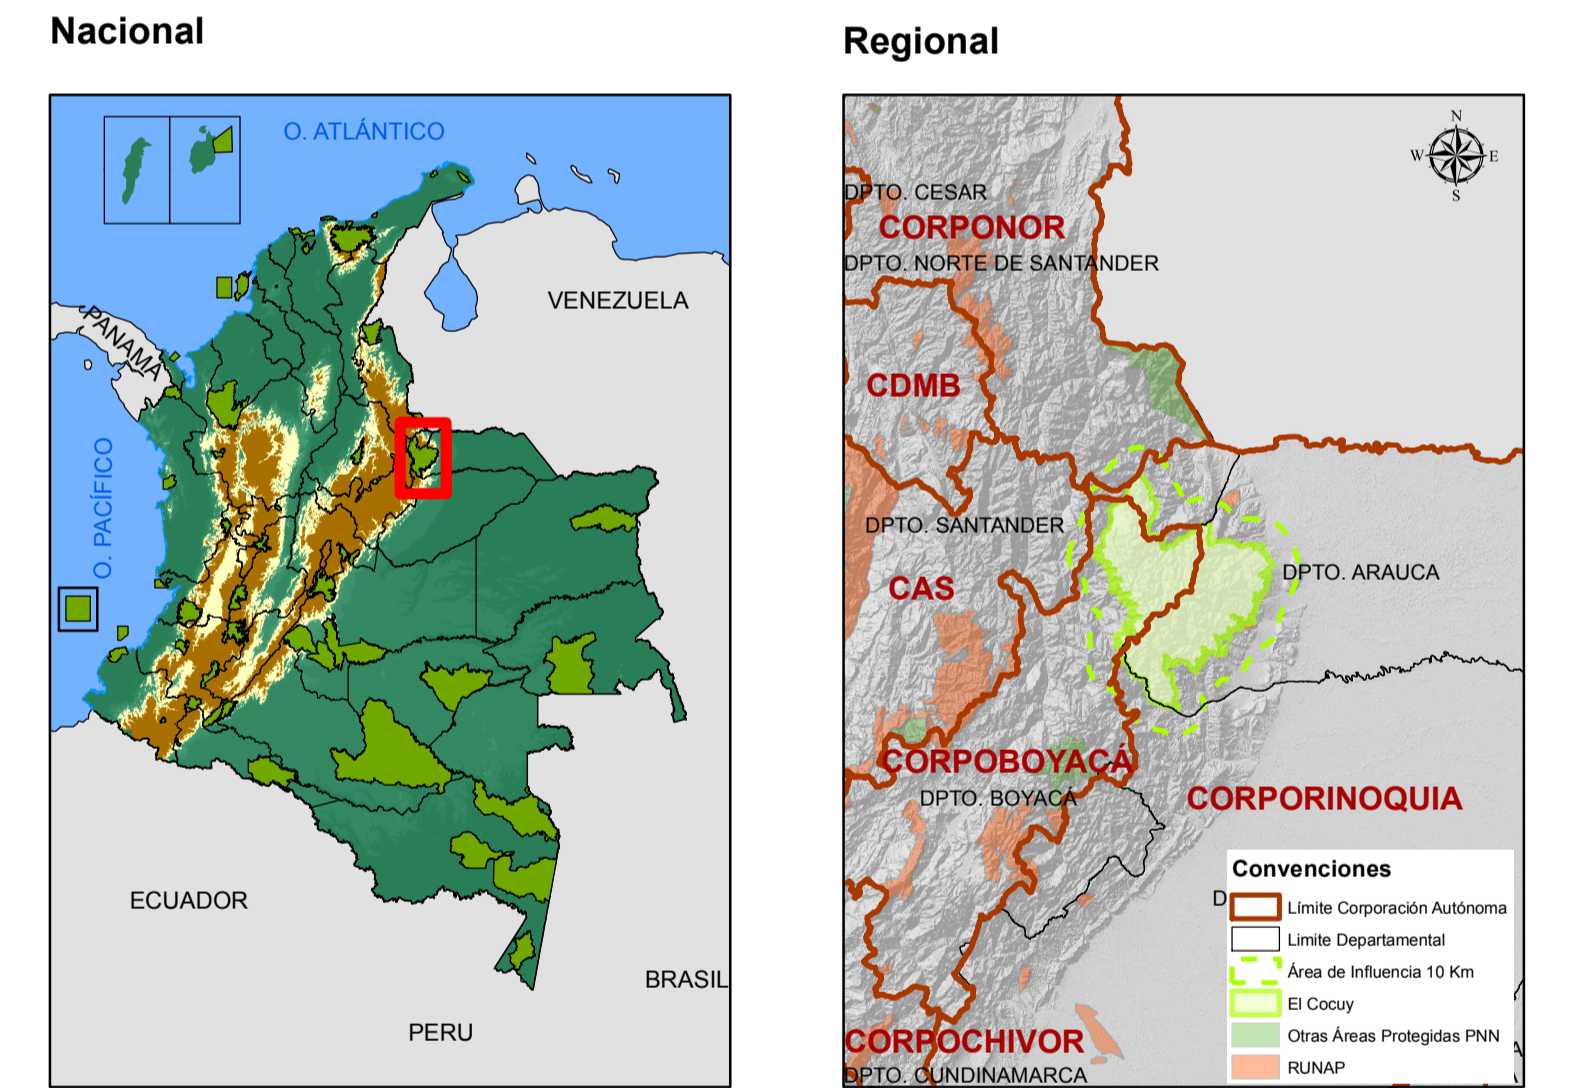 Nacional
O. ATLÁNTICO
VENEZUELA
PANAMÁ
O. PACÍFICO
ECUADOR
BRASIL
PERU
Regional
N
W
E
S
DPTO. CESAR
CORPONOR
DPTO. NORTE DE SANTANDER
CDMB
DPTO. SANTANDER
CAS
DPTO. ARAUCA
CORPOBOYACÁ
DPTO. BOYACÁ
CORPORINOQUIA
CORPOCHIVOR
DPTO. CUNDINAMARCA
D
Convenciones
Límite Corporación Autónoma
Limite Departamental
Área de Influencia 10 Km
El Cocuy
Otras Áreas Protegidas PNN
RUNAP
A